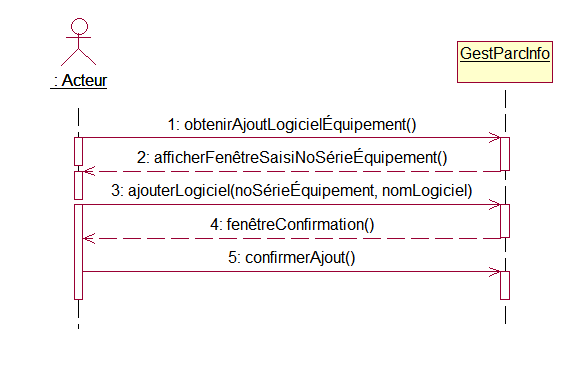 : Acteur
GestParcInfo
1: obtenirAjoutLogicielÉquipement()
2: afficherFenêtreSaisiNoSérieÉquipement()
3: ajouterLogiciel(noSérieÉquipement, nomLogiciel)
4: fenêtreConfirmation()
5: confirmerAjout()